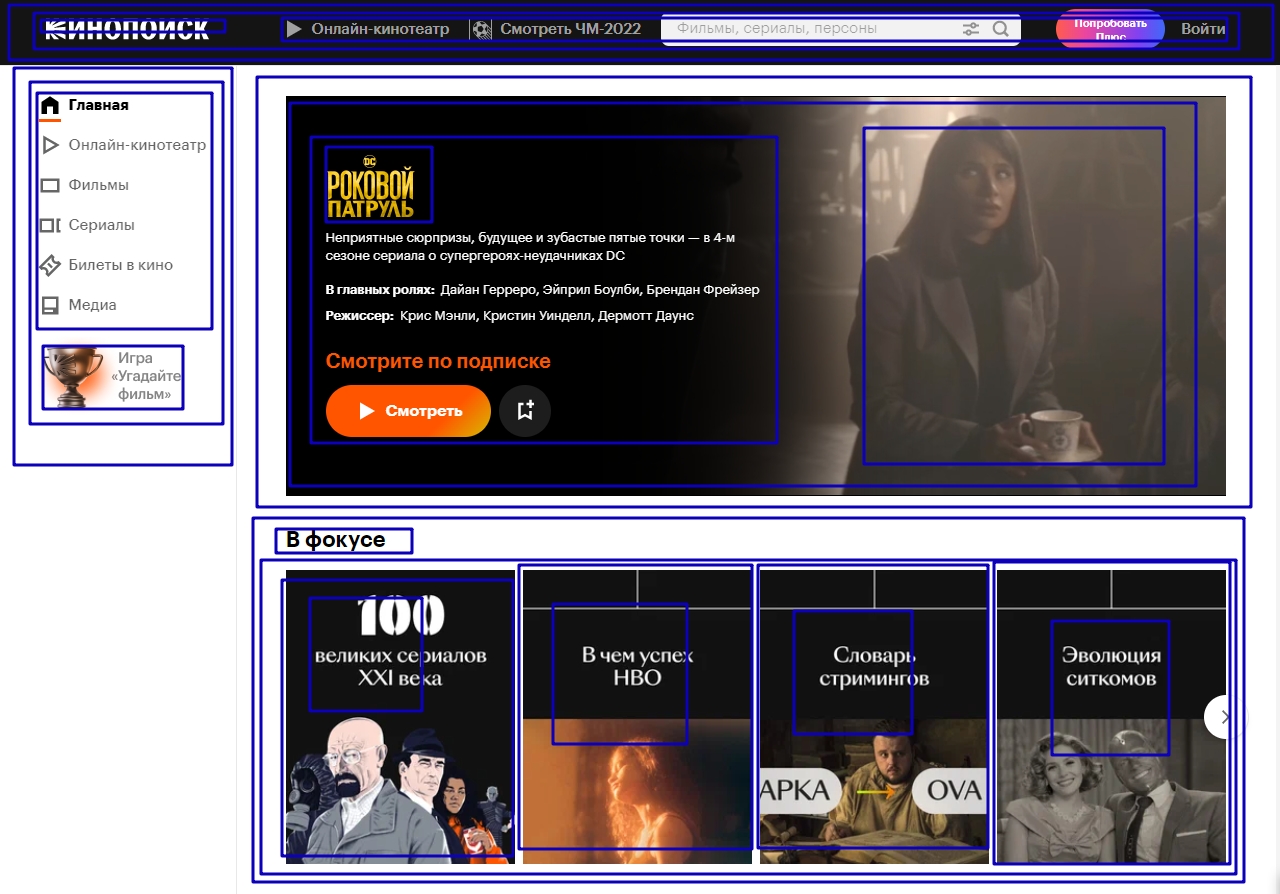 КИНОПОИСК
Онлайн-кинотеатр
Смотреть ЧМ-2022
Фильмы, сериалы, персоны
Попробовать
Плюс
Войти
Главная
Онлайн-кинотеатр
Фильмы
Сериалы
Билеты в кино
Медиа
Игра
«Угадайте
фильм»
DC
РОКОВОЙ
ПАТРУЛЬ
Неприятные сюрпризы, будущее и зубастые пятые точки — в 4-м
сезоне сериала о супергероях-неудачниках DC
В главных ролях: Дайан Герреро, Эйприл Боулби, Брендан Фрейзер
Режиссер: Крис Мэнли, Кристин Уинделл, Дермотт Даунс
Смотрите по подписке
Смотреть
В фокусе
100
великих сериалов
XXI века
В чем успех
HBO
Словарь
стримингов
АРКА
OVA
Эволюция
ситкомов